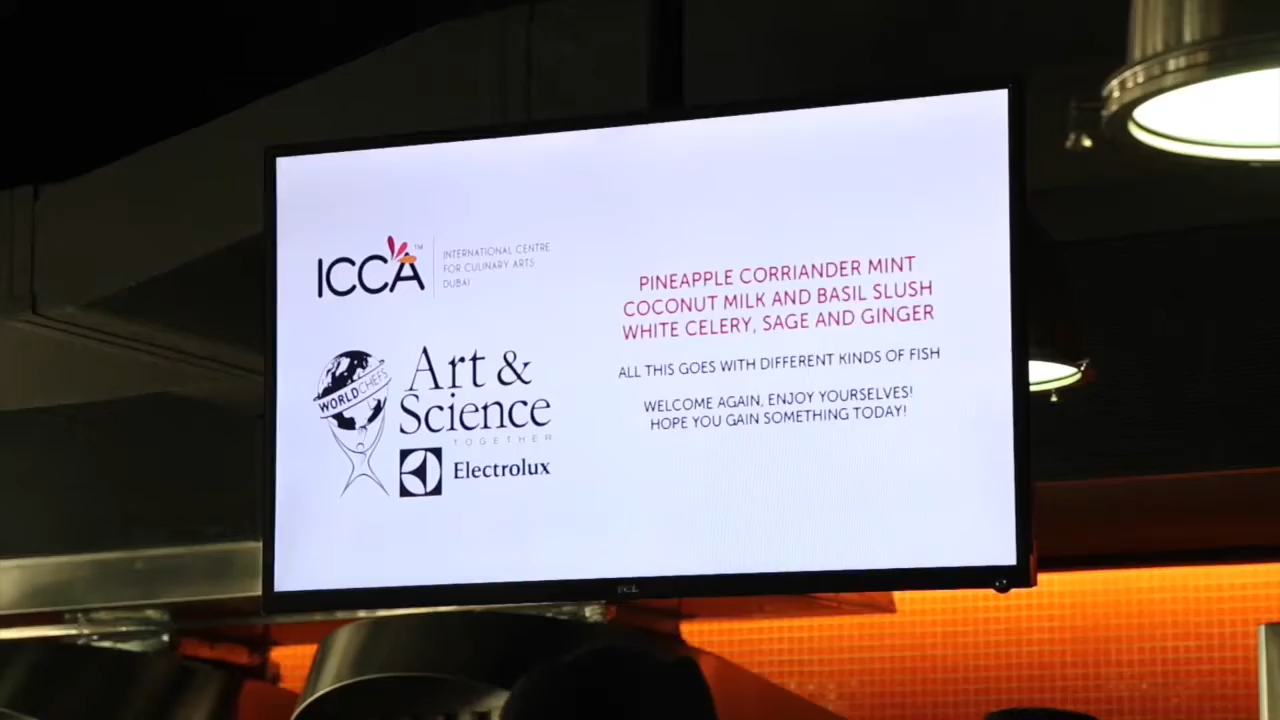 ICCA™
INTERNATIONAL CENTRE
FOR CULINARY ARTS
DUBAI
WORLDCHEFS
Art &
Science
TOGETHER
Electrolux
PINEAPPLE CORRIANDER MINT
COCONUT MILK AND BASIL SLUSH
WHITE CELERY, SAGE AND GINGER
ALL THIS GOES WITH DIFFERENT KINDS OF FISH
WELCOME AGAIN, ENJOY YOURSELVES!
HOPE YOU GAIN SOMETHING TODAY!